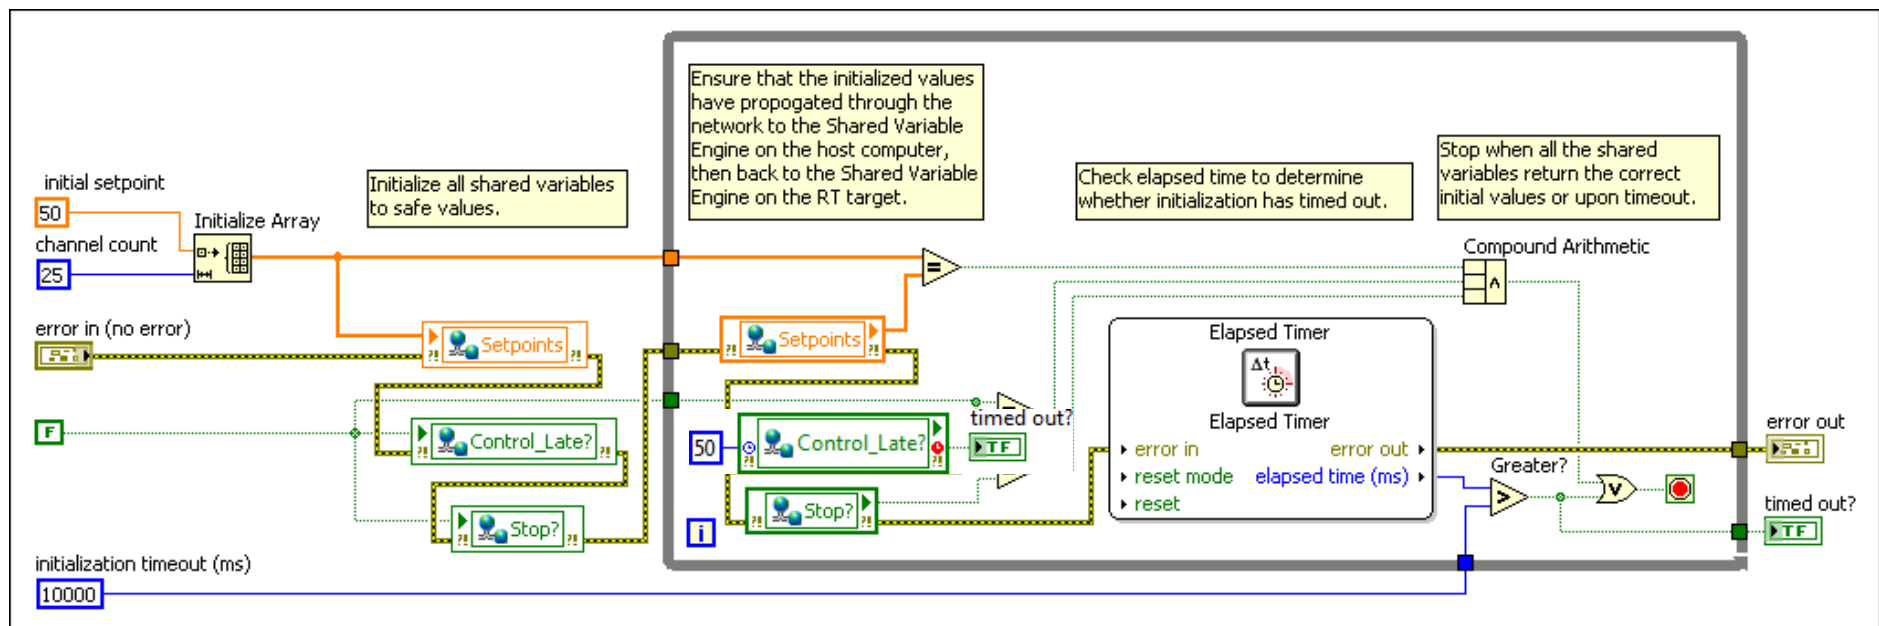 Ensure that the initialized values
have propogated through the
network to the Shared Variable
Engine on the host computer,
then back to the Shared Variable
Engine on the RT target.
Stop when all the shared
variables return the correct
initial values or upon timeout.
Check elapsed time to determine
whether initialization has timed out.
Initialize all shared variables
to safe values.
initial setpoint
50
Initialize Array
channel count
25
Compound Arithmetic
error in (no error)
Setpoints
Setpoints
Elapsed Timer
Δt
Elapsed Timer
error in
error out
reset mode
elapsed time (ms)
reset
F
Control_Late?
50
Control_Late?
timed out?
TF
Stop?
Stop?
i
Greater?
error out
timed out?
TF
initialization timeout (ms)
10000